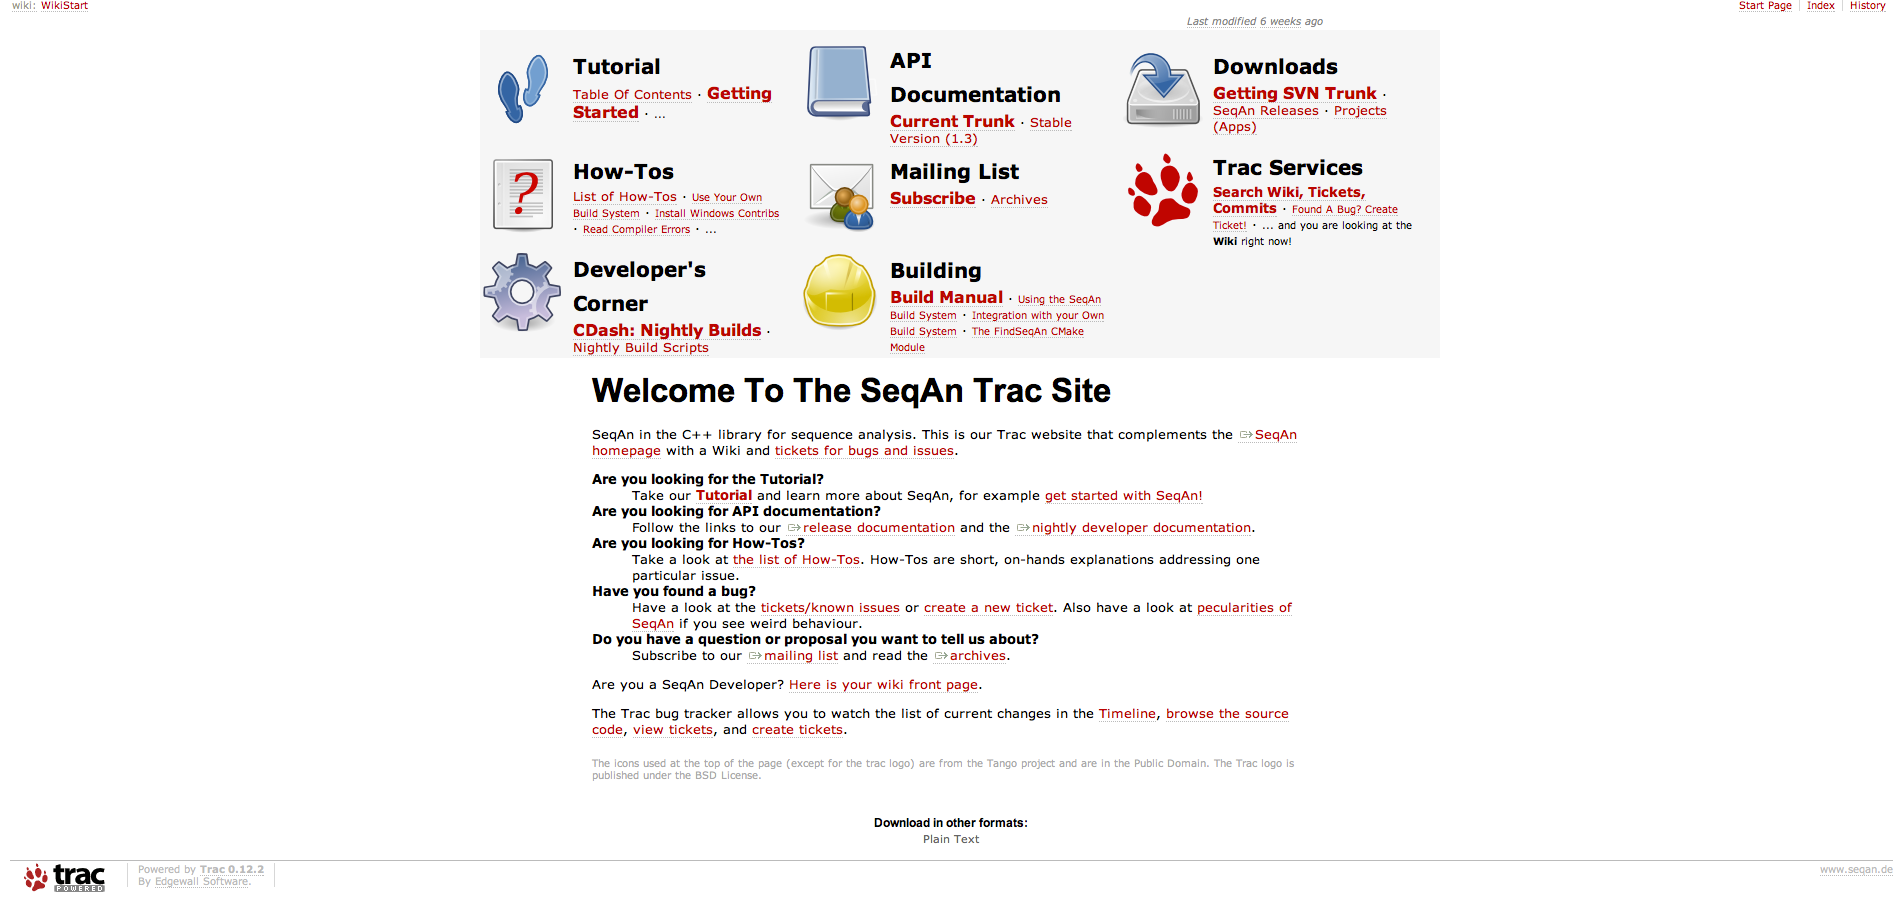 wiki: WikiStart
Start Page
Index
History
Last modified 6 weeks ago
Tutorial
Table Of Contents · Getting
Started · ...
API
Documentation
Current Trunk · Stable
Version (1.3)
Downloads
Getting SVN Trunk ·
SeqAn Releases · Projects
(Apps)
How-Tos
List of How-Tos · Use Your Own
Build System · Install Windows Contribs
· Read Compiler Errors · ...
?
Mailing List
Subscribe · Archives
Trac Services
Search Wiki, Tickets,
Commits · Found A Bug? Create
Ticket! · ... and you are looking at the
Wiki right now!
Developer's
Corner
CDash: Nightly Builds ·
Nightly Build Scripts
Building
Build Manual · Using the SeqAn
Build System · Integration with your Own
Build System · The FindSeqAn CMake
Module
Welcome To The SeqAn Trac Site
SeqAn in the C++ library for sequence analysis. This is our Trac website that complements the SeqAn
homepage with a Wiki and tickets for bugs and issues.
Are you looking for the Tutorial?
Take our Tutorial and learn more about SeqAn, for example get started with SeqAn!
Are you looking for API documentation?
Follow the links to our release documentation and the nightly developer documentation.
Are you looking for How-Tos?
Take a look at the list of How-Tos. How-Tos are short, on-hands explanations addressing one
particular issue.
Have you found a bug?
Have a look at the tickets/known issues or create a new ticket. Also have a look at pecularities of
SeqAn if you see weird behaviour.
Do you have a question or proposal you want to tell us about?
Subscribe to our mailing list and read the archives.
Are you a SeqAn Developer? Here is your wiki front page.
The Trac bug tracker allows you to watch the list of current changes in the Timeline, browse the source
code, view tickets, and create tickets.
The icons used at the top of the page (except for the trac logo) are from the Tango project and are in the Public Domain. The Trac logo is
published under the BSD License.
Download in other formats:
Plain Text
trac
POWERED
Powered by Trac 0.12.2
By Edgewall Software.
www.seqan.de